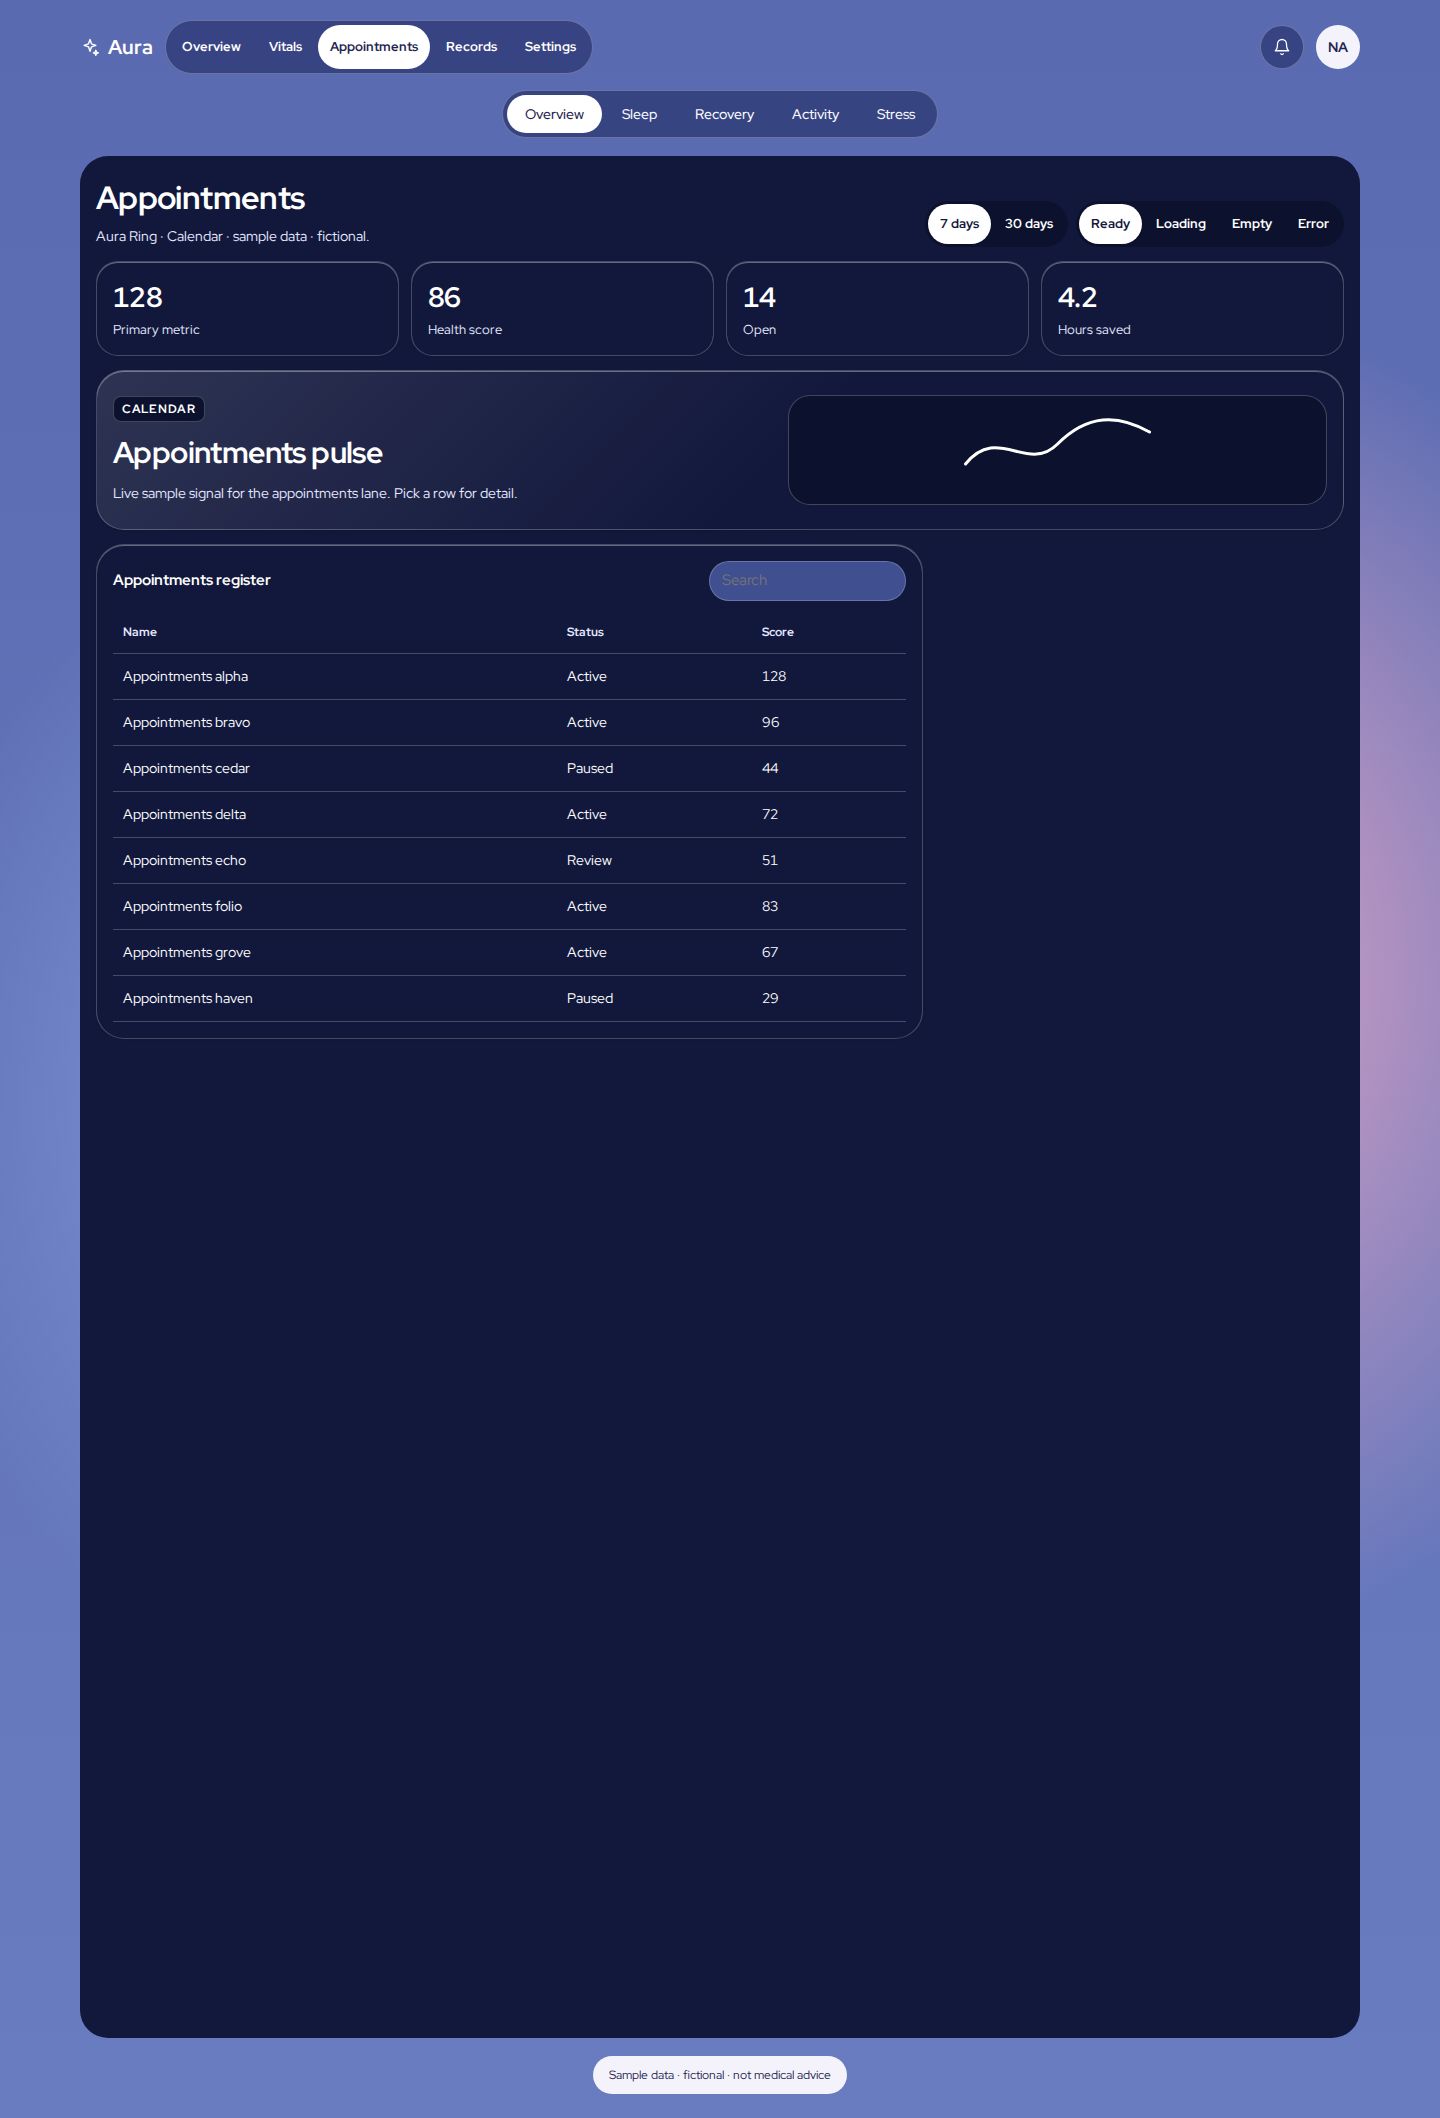 Aura
Overview Vitals Appointments Records Settings
NA
Overview Sleep Recovery Activity Stress
Appointments
Aura Ring · Calendar · sample data · fictional.
7 days 30 days
Ready Loading Empty Error
128
Primary metric
86
Health score
14
Open
4.2
Hours saved
CALENDAR
Appointments pulse
Live sample signal for the appointments lane. Pick a row for detail.
Appointments register
Search
Name Status Score
Appointments alpha Active 128
Appointments bravo Active 96
Appointments cedar Paused 44
Appointments delta Active 72
Appointments echo Review 51
Appointments folio Active 83
Appointments grove Active 67
Appointments haven Paused 29
Sample data · fictional · not medical advice